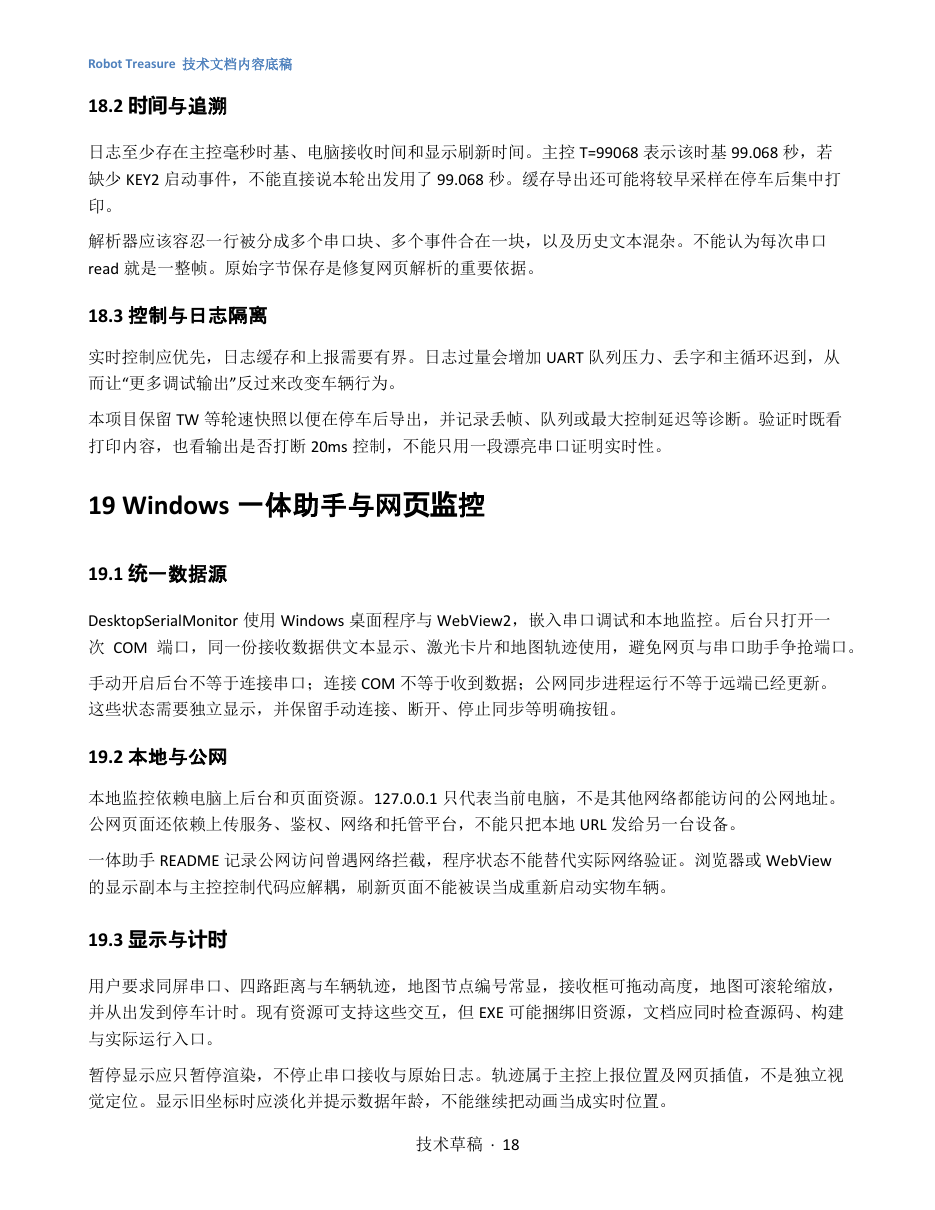 Robot Treasure 技术文档内容底稿
18.2 时间与追溯
日志至少存在主控毫秒时基、电脑接收时间和显示刷新时间。主控 T=99068 表示该时基 99.068 秒，若
缺少 KEY2 启动事件，不能直接说本轮出发用了 99.068 秒。缓存导出还可能将较早采样在停车后集中打
印。
解析器应该容忍一行被分成多个串口块、多个事件合在一块，以及历史文本混杂。不能认为每次串口
read 就是一整帧。原始字节保存是修复网页解析的重要依据。
18.3 控制与日志隔离
实时控制应优先，日志缓存和上报需要有界。日志过量会增加 UART 队列压力、丢字和主循环迟到，从
而让“更多调试输出”反过来改变车辆行为。
本项目保留 TW 等轮速快照以便在停车后导出，并记录丢帧、队列或最大控制延迟等诊断。验证时既看
打印内容，也看输出是否打断 20ms 控制，不能只用一段漂亮串口证明实时性。
19 Windows 一体助手与网页监控
19.1 统一数据源
DesktopSerialMonitor 使用 Windows 桌面程序与 WebView2，嵌入串口调试和本地监控。后台只打开一
次 COM 端口，同一份接收数据供文本显示、激光卡片和地图轨迹使用，避免网页与串口助手争抢端口。
手动开启后台不等于连接串口；连接 COM 不等于收到数据；公网同步进程运行不等于远端已经更新。
这些状态需要独立显示，并保留手动连接、断开、停止同步等明确按钮。
19.2 本地与公网
本地监控依赖电脑上后台和页面资源。127.0.0.1 只代表当前电脑，不是其他网络都能访问的公网地址。
公网页面还依赖上传服务、鉴权、网络和托管平台，不能只把本地 URL 发给另一台设备。
一体助手 README 记录公网访问曾遇网络拦截，程序状态不能替代实际网络验证。浏览器或 WebView
的显示副本与主控控制代码应解耦，刷新页面不能被误当成重新启动实物车辆。
19.3 显示与计时
用户要求同屏串口、四路距离与车辆轨迹，地图节点编号常显，接收框可拖动高度，地图可滚轮缩放，
并从出发到停车计时。现有资源可支持这些交互，但 EXE 可能捆绑旧资源，文档应同时检查源码、构建
与实际运行入口。
暂停显示应只暂停渲染，不停止串口接收与原始日志。轨迹属于主控上报位置及网页插值，不是独立视
觉定位。显示旧坐标时应淡化并提示数据年龄，不能继续把动画当成实时位置。
技术草稿 · 18